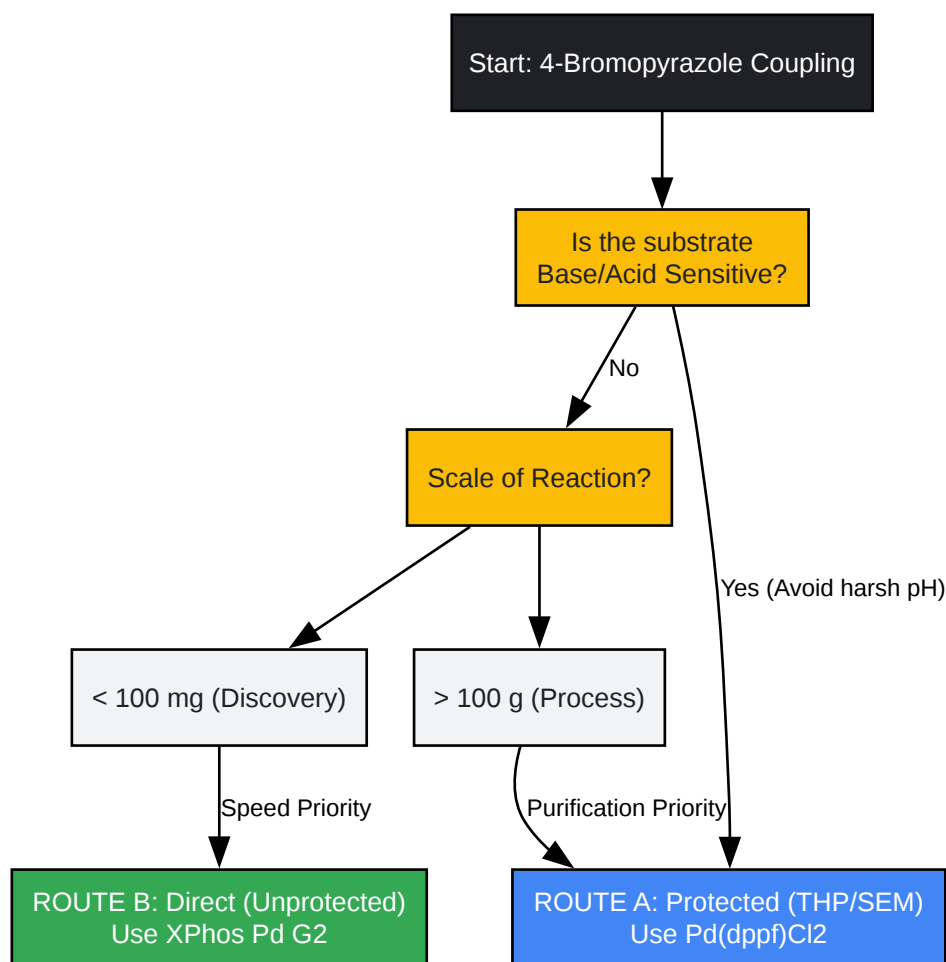 Start: 4-Bromopyrazole Coupling
Is the substrate
Base/Acid Sensitive?
No
Scale of Reaction?
Yes (Avoid harsh pH)
< 100 mg (Discovery)
> 100 g (Process)
Speed Priority
Purification Priority
ROUTE B: Direct (Unprotected)
Use XPhos Pd G2
ROUTE A: Protected (THP/SEM)
Use Pd(dppf)Cl2